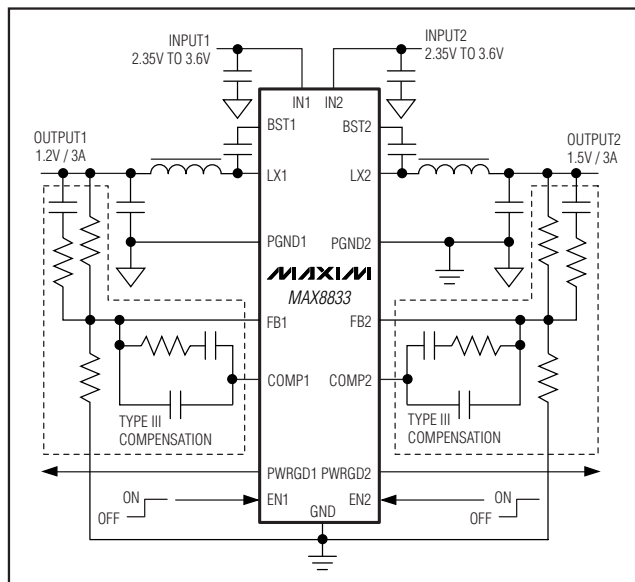 INPUT1
2.35V TO 3.6V
INPUT2
2.35V TO 3.6V
IN1 IN2
BST1 BST2
OUTPUT1
1.2V / 3A
OUTPUT2
1.5V / 3A
LX1 LX2
PGND1 PGND2
MAXIM
MAX8833
FB1 FB2
COMP1 COMP2
TYPE III
COMPENSATION
TYPE III
COMPENSATION
PWRGD1 PWRGD2
ON
OFF
EN1 EN2
ON
OFF
GND